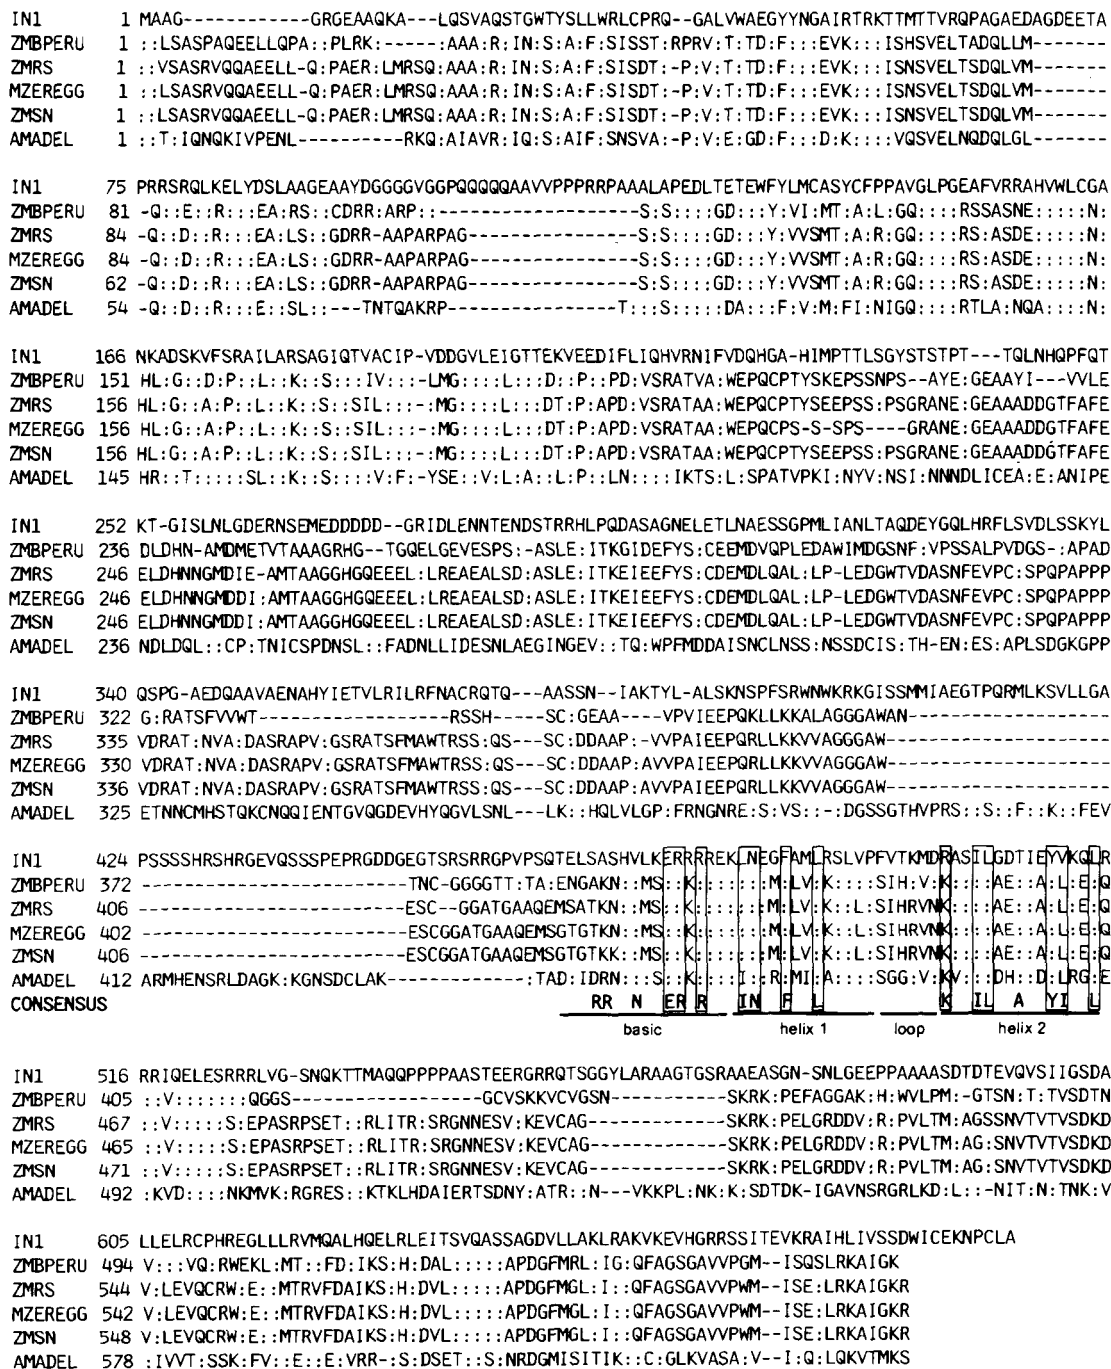 IN1 1 MAAG------------GRGEAAQKA---LQSVAQSTGWTYSLLWRLCPRQ--GALVWAEGYYNGAIRTRKTTMTTVRQPAGAEDAGDEETA
ZMBPERU 1 ::LSASPAQEELLQPA::PLRK:-----:AAA:R:IN:S:A:F:SISST:RPRV:T:TD:F:::EVK:::ISHSVELTADQLLM-------
ZMRS 1 ::VSASRVQQAEELL-Q:PAER:LMRSQ:AAA:R:IN:S:A:F:SISDT:-P:V:T:TD:F:::EVK:::ISNSVELTSDQLVM-------
MZEREGG 1 ::LSASRVQQAEELL-Q:PAER:LMRSQ:AAA:R:IN:S:A:F:SISDT:-P:V:T:TD:F:::EVK:::ISNSVELTSDQLVM-------
ZMSN 1 ::LSASRVQQAEELL-Q:PAER:LMRSQ:AAA:R:IN:S:A:F:SISDT:-P:V:T:TD:F:::EVK:::ISNSVELTSDQLVM-------
AMADEL 1 ::T:IQNQKIVPENL----------RKQ:AIAVR:IQ:S:AIF:SNSVA:-P:V:E:GD:F:::D:K:::VQSVELNQDQLGL-------
IN1 75 PRRSRQLKELYDSLAAGEAAYDGGGGVGGPQQQQQAAVVPPPRRPAAALAPEDLTETEWFYLMCASYCFPPAVGLPGEAFVRRAHVWLCGA
ZMBPERU 81 -Q::E::R:::EA:RS::CDRR:ARP::-------------------S:S::::GD:::Y:VI:MT:A:L:GQ::::RSSASNE:::::N:
ZMRS 84 -Q::D::R:::EA:LS::GDRR-AAPARPAG----------------S:S::::GD:::Y:VVSMT:A:R:GQ::::RS:ASDE:::::N:
MZEREGG 84 -Q::D::R:::EA:LS::GDRR-AAPARPAG----------------S:S::::GD:::Y:VVSMT:A:R:GQ::::RS:ASDE:::::N:
ZMSN 62 -Q::D::R:::EA:LS::GDRR-AAPARPAG----------------S:S::::GD:::Y:VVSMT:A:R:GQ::::RS:ASDE:::::N:
AMADEL 54 -Q::D::R:::E::SL::---TNTQAKRP------------------T:::S:::::DA:::F:V:M:FI:NIGQ::::RTLA:NQA::::N:
IN1 166 NKADSKVFSRAILARSAGIQTVACIP-VDDGVLEIGTTEKVEEDIFLIQHVRNIFVDQHGA-HIMPTTLSGYSTSTPT---TQLNHQPFQT
ZMBPERU 151 HL:G::D:P::L::K::S:::IV:::-LMG::::L:::D::P::PD:VSRATVA:WEPQCPTYSKEPSSNPS--AYE:GEAAYI---VVLE
ZMRS 156 HL:G::A:P::L::K::S::SIL:::-:MG::::L:::DT:P:APD:VSRATAA:WEPQCPTYSEEPSS:PSGRANE:GEAAADDGTFAFE
MZEREGG 156 HL:G::A:P::L::K::S::SIL:::-:MG::::L:::DT:P:APD:VSRATAA:WEPQCPS-S-SPS----GRANE:GEAAADDGTFAFE
ZMSN 156 HL:G::A:P::L::K::S::SIL:::-:MG::::L:::DT:P:APD:VSRATAA:WEPQCPTYSEEPSS:PSGRANE:GEAAADDGTFAFE
AMADEL 145 HR::T:::::SL::K::S::::V:F:-YSE::V:L:A::L:P::LN::::IKTS:L:SPATVPKI:NYV:NSI:NNNDLICEA:E:ANIPE
IN1 252 KT-GISLNLGDERNSEMEDDDDD--GRIDLENNTENDSTRRHLPQDASAGNELETLNAESSGPMLIANLTAQDEYGQLHRFLSVDLSSKYL
ZMBPERU 236 DLDHN-AMDMETVTAAAGRHG--TGQELGEVESPS:-ASLE:ITKGIDEFYS:CEEMDVQPLEDAWIMDGSNF:VPSSALPVDGS-:APAD
ZMRS 246 ELDHNNGMDIE-AMTAAGGHGQEEEL:LREAEALSD:ASLE:ITKEIEEFYS:CDEMDLQAL:LP-LEDGWTVDASNFEVPC:SPQPAPPP
MZEREGG 246 ELDHNNGMDDI:AMTAAGGHGQEEEL:LREAEALSD:ASLE:ITKEIEEFYS:CDEMDLQAL:LP-LEDGWTVDASNFEVPC:SPQPAPPP
ZMSN 246 ELDHNNGMDDI:AMTAAGGHGQEEEL:LREAEALSD:ASLE:ITKEIEEFYS:CDEMDLQAL:LP-LEDGWTVDASNFEVPC:SPQPAPPP
AMADEL 236 NDLDQL::CP:TNICSPDNSL::FADNLLIDESNLAEGINGEV::TQ:WPFMDDAISNCLNSS:NSSDCIS:TH-EN:ES:APLSDGKGPP
IN1 340 QSPG-AEDQAAVAENAHYIETVLRILRFNACRQTQ---AASSN--IAKTYL-ALSKNSPFSRWNWKRKGISSMMIAEGTPQRMLKSVLLGA
ZMBPERU 322 G:RATSFVVWT------------------RSSH-----SC:GEAA----VPVIEEPQKLLKKALAGGGAWAN-------------------
ZMRS 335 VDRAT:NVA:DASRAPV:GSRATSFMAWTRSS:QS---SC:DDAAP:-VVPAIEEPQRLLKKVVAGGGAW---------------------
MZEREGG 330 VDRAT:NVA:DASRAPV:GSRATSFMAWTRSS:QS---SC:DDAAP:AVVPAIEEPQRLLKKVVAGGGAW---------------------
ZMSN 336 VDRAT:NVA:DASRAPV:GSRATSFMAWTRSS:QS---SC:DDAAP:AVVPAIEEPQRLLKKVVAGGGAW---------------------
AMADEL 325 ETNNCMHSTQKCNQQIENTGVQGDEVHYQGVLSNL---LK::HQLVLGP:FRNGNRE:S:VS::-:DGSSGTHVPRS::S::F::K::FEV
IN1 424 PSSSSHRSHRGEVQSSSPEPRGDDGEGTSRSRRGPVPSQTELSASHVLKERRRREKLNEGFAMLRSLVPFVTKMDRASILGDTIEYVKQLR
ZMBPERU 372 -------------------------TNC-GGGGTT:TA:ENGAKN::MS::K:::::::::M:LV:K::::SIH:V:K::::AE::A:L:E:Q
ZMRS 406 -------------------------ESC--GGATGAAQEMSATKN::MS::K:::::::::M:LV:K::L:SIHRVNK::::AE::A:L:E:Q
MZEREGG 402 -------------------------ESCGGATGAAQEMSGTGTKN::MS::K:::::::::M:LV:K::L:SIHRVNK::::AE::A:L:E:Q
ZMSN 406 -------------------------ESCGGATGAAQEMSGTGTKK::MS::K:::::::::M:LV:K::L:SIHRVNK::::AE::A:L:E:Q
AMADEL 412 ARMHENSRLDAGK:KGNSDCLAK-------------:TAD:IDRN:::S::K:::::I::R:MI:A::::SGG:V:KV:::DH::D:LRG:E
CONSENSUS RR N ER R IN F L K IL A YI L
basic helix 1 loop helix 2
IN1 516 RRIQELESRRRLVG-SNQKTTMAQQPPPPAASTEERGRRQTSGGYLARAAGTGSRAAEASGN-SNLGEEPPAAAASDTDTEVQVSIIGSDA
ZMBPERU 405 ::V::::::QGGS------------------GCVSKKVCVGSN-----------SKRK:PEFAGGAK:H:WVLPM:-GTSN:T:TVSDTN
ZMRS 467 ::V:::::S:EPASRPSET::RLITR:SRGNNESV:KEVCAG------------SKRK:PELGRDDV:R:PVLTM:AGSSNVTVTVSDKD
MZEREGG 465 ::V:::::S:EPASRPSET::RLITR:SRGNNESV:KEVCAG------------SKRK:PELGRDDV:R:PVLTM:AG:SNVTVTVSDKD
ZMSN 471 ::V:::::S:EPASRPSET::RLITR:SRGNNESV:KEVCAG------------SKRK:PELGRDDV:R:PVLTM:AG:SNVTVTVSDKD
AMADEL 492 :KVD::::NKMVK:RGRES::KTKLHDAIERTSDNY:ATR::N---VKKPL:NK:K:SDTDK-IGAVNSRGRLKD:L::-NIT:N:TNK:V
IN1 605 LLELRCPHREGLLLRVMQALHQELRLEITSVQASSAGDVLLAKLRAKVKEVHGRRSSITEVKRAIHLIVSSDWICEKNPCLA
ZMBPERU 494 V:::VQ:RWEKL:MT::FD:IKS:H:DAL:::::APDGFMRL:IG:QFAGSGAVVPGM--ISQSLRKAIGK
ZMRS 544 V:LEVQCRW:E::MTRVFDAIKS:H:DVL:::::APDGFMGL:I::QFAGSGAVVPWM--ISE:LRKAIGKR
MZEREGG 542 V:LEVQCRW:E::MTRVFDAIKS:H:DVL:::::APDGFMGL:I::QFAGSGAVVPWM--ISE:LRKAIGKR
ZMSN 548 V:LEVQCRW:E::MTRVFDAIKS:H:DVL:::::APDGFMGL:I::QFAGSGAVVPWM--ISE:LRKAIGKR
AMADEL 578 :IVVT:SSK:FV::E::E:VRR-:S:DSET::S:NRDGMISITIK::C:GLKVASA:V--I:Q:LQKVTMKS